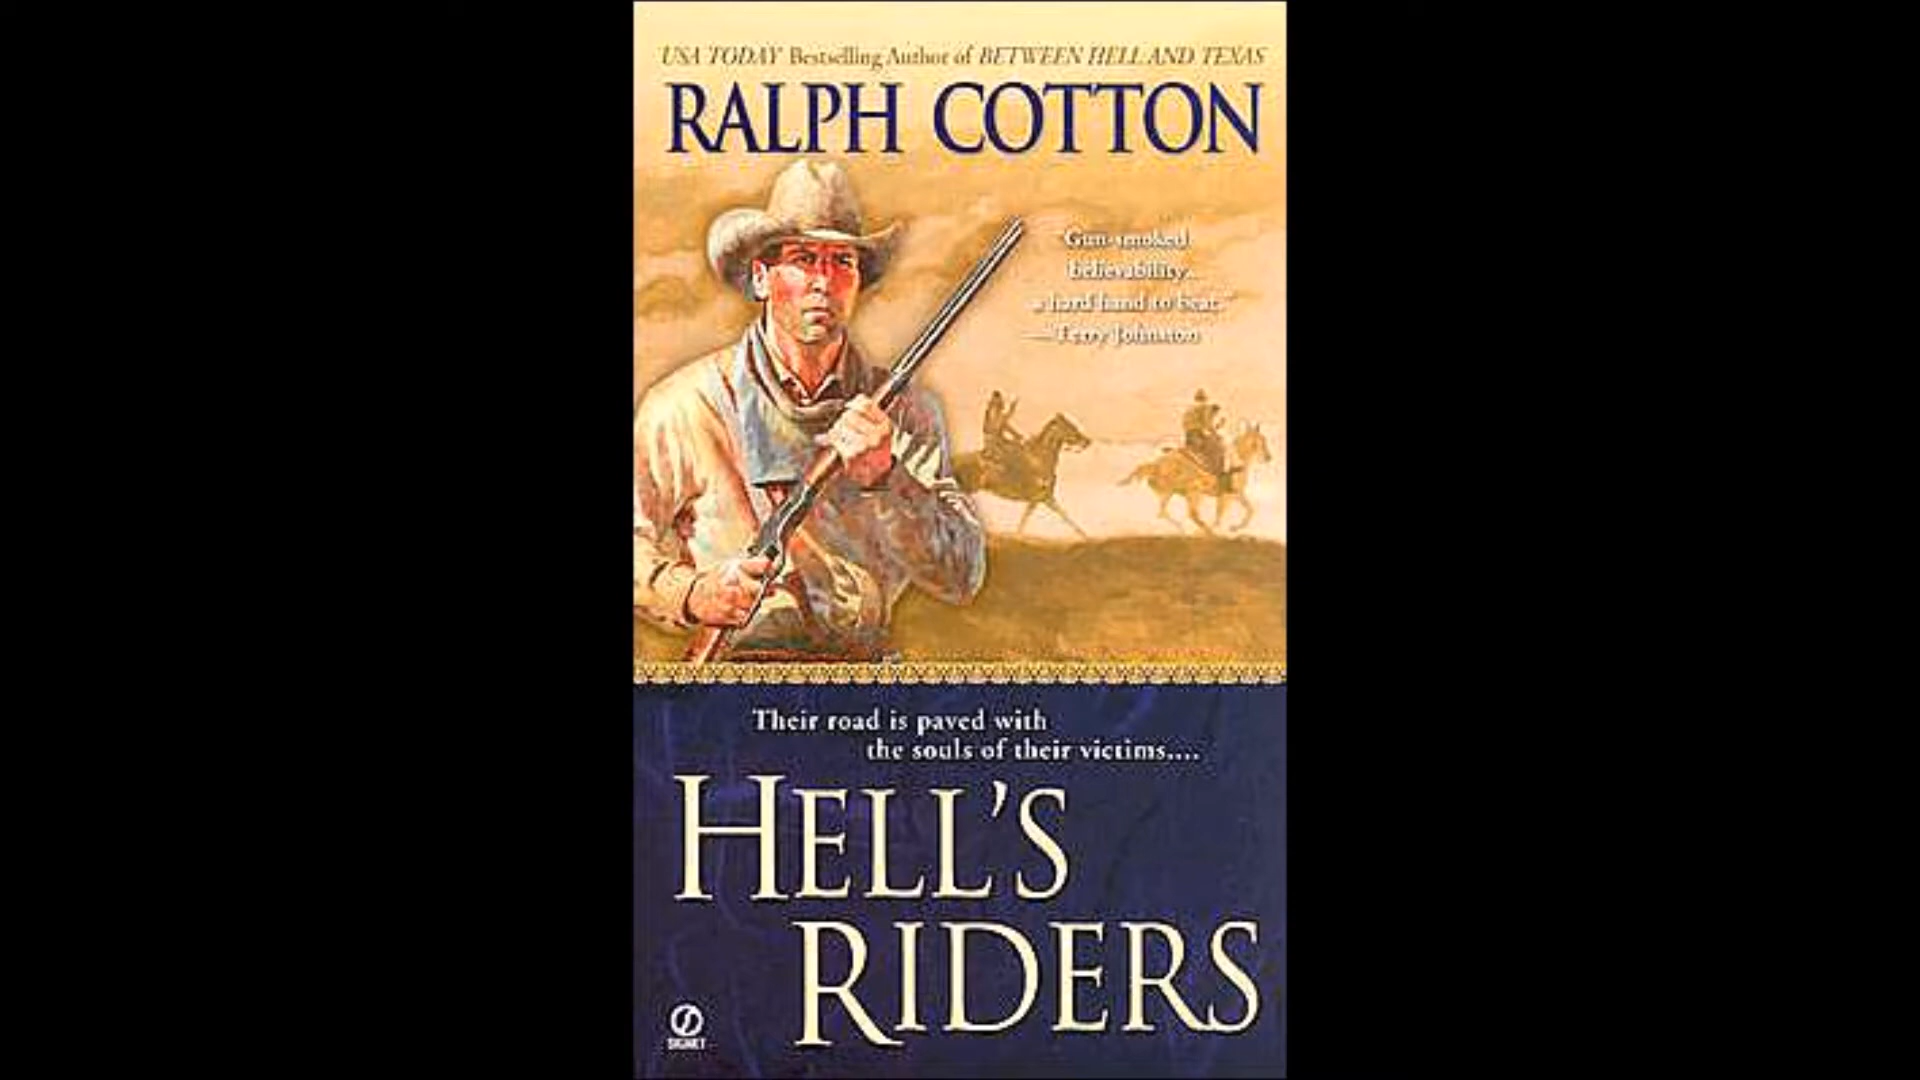 USA TODAY Bestselling Author of BETWEEN HELL AND TEXAS
RALPH COTTON
"Gun-smoked
believability...
a hard hand to beat."
—Terry Johnston
Their road is paved with
the souls of their victims....
HELL'S
RIDERS
SIGNET